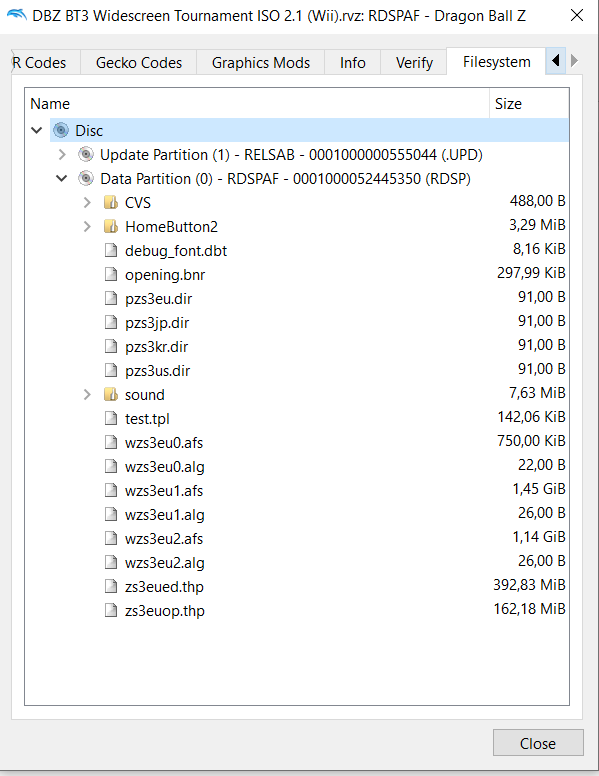 DBZ BT3 Widescreen Tournament ISO 2.1 (Wii).rvz: RDSPAF - Dragon Ball Z
R Codes Gecko Codes Graphics Mods Info Verify Filesystem
Name Size
Disc
Update Partition (1) - RELSAB - 0001000000555044 (.UPD)
Data Partition (0) - RDSPAF - 0001000052445350 (RDSP)
CVS 488,00 B
HomeButton2 3,29 MiB
debug_font.dbt 8,16 KiB
opening.bnr 297,99 KiB
pzs3eu.dir 91,00 B
pzs3jp.dir 91,00 B
pzs3kr.dir 91,00 B
pzs3us.dir 91,00 B
sound 7,63 MiB
test.tpl 142,06 KiB
wzs3eu0.afs 750,00 KiB
wzs3eu0.alg 22,00 B
wzs3eu1.afs 1,45 GiB
wzs3eu1.alg 26,00 B
wzs3eu2.afs 1,14 GiB
wzs3eu2.alg 26,00 B
zs3eued.thp 392,83 MiB
zs3euop.thp 162,18 MiB
Close